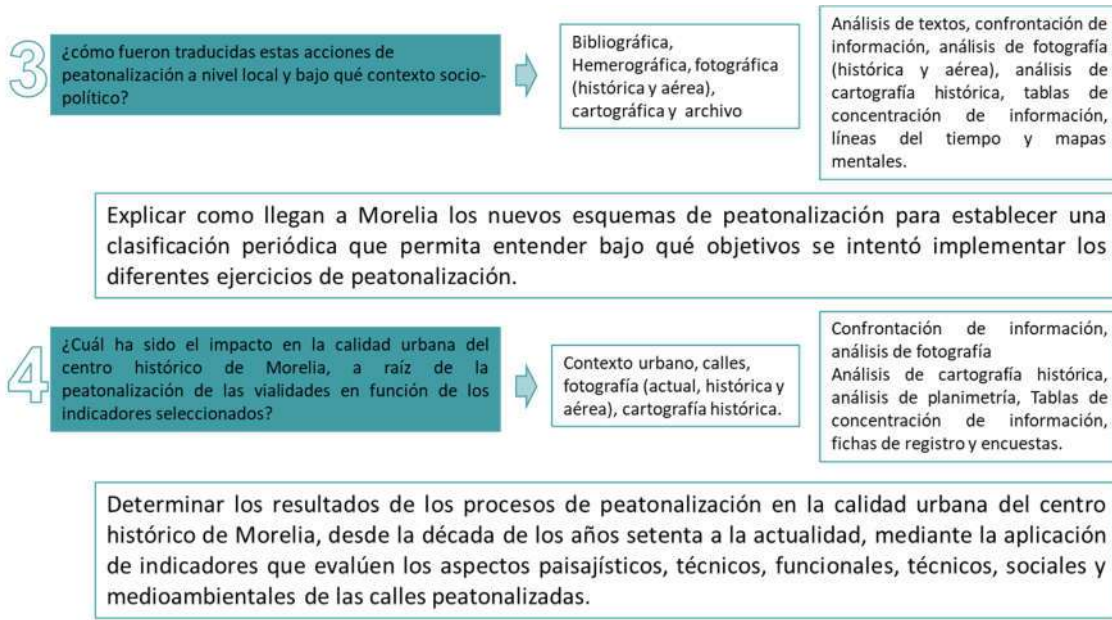 3
¿cómo fueron traducidas estas acciones de
peatonalización a nivel local y bajo qué contexto socio-
político?
Bibliográfica,
Hemerográfica, fotográfica
(histórica y aérea),
cartográfica y archivo
Análisis de textos, confrontación de
información, análisis de fotografía
(histórica y aérea), análisis de
cartografía histórica, tablas de
concentración de información,
líneas del tiempo y mapas
mentales.
Explicar como llegan a Morelia los nuevos esquemas de peatonalización para establecer una
clasificación periódica que permita entender bajo qué objetivos se intentó implementar los
diferentes ejercicios de peatonalización.
4
¿Cuál ha sido el impacto en la calidad urbana del
centro histórico de Morelia, a raíz de la
peatonalización de las vialidades en función de los
indicadores seleccionados?
Contexto urbano, calles,
fotografía (actual, histórica y
aérea), cartografía histórica.
Confrontación de información,
análisis de fotografía
Análisis de cartografía histórica,
análisis de planimetría, Tablas de
concentración de información,
fichas de registro y encuestas.
Determinar los resultados de los procesos de peatonalización en la calidad urbana del centro
histórico de Morelia, desde la década de los años setenta a la actualidad, mediante la aplicación
de indicadores que evalúen los aspectos paisajísticos, técnicos, funcionales, técnicos, sociales y
medioambientales de las calles peatonalizadas.